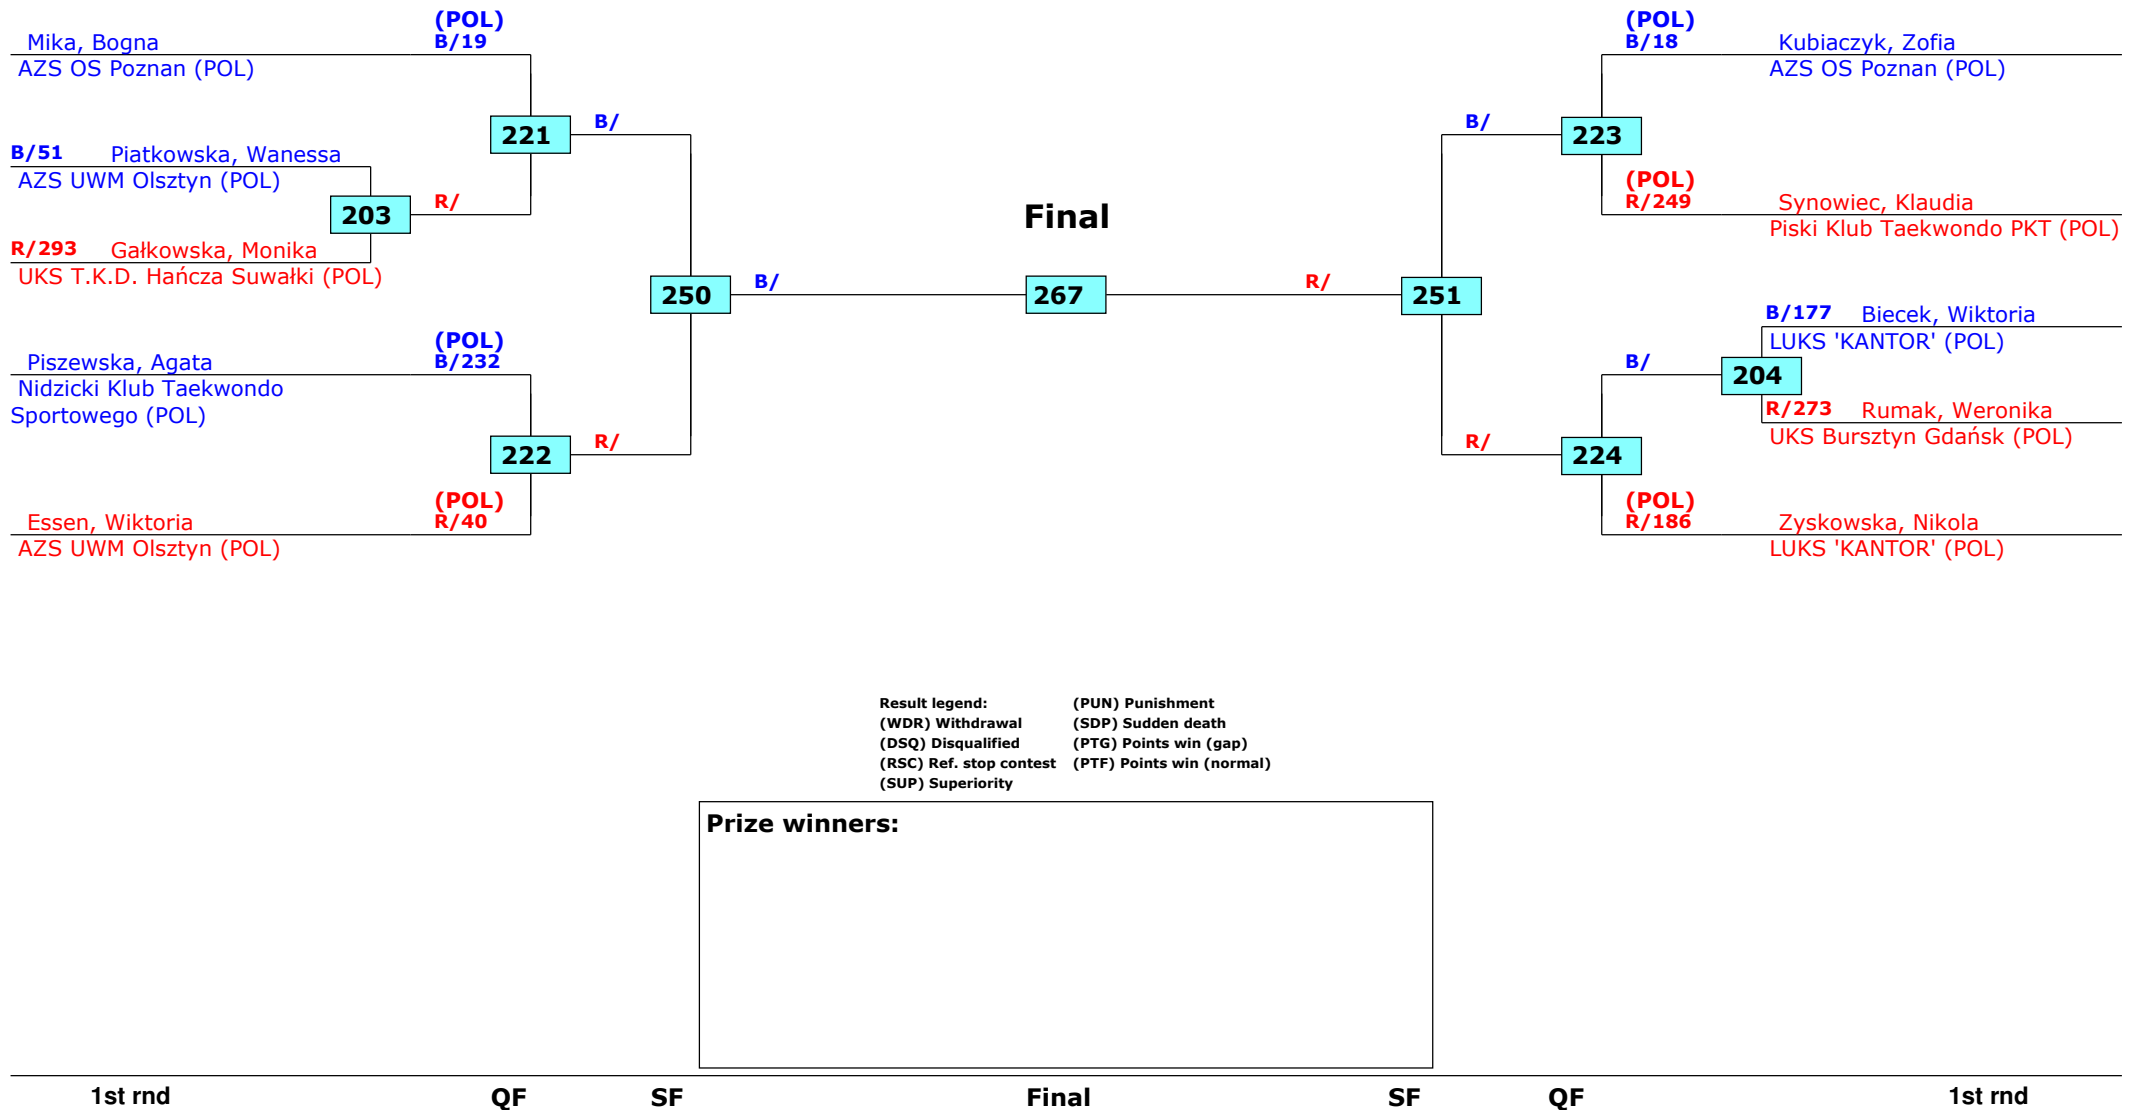 (POL)
B/19
Mika, Bogna
AZS OS Poznan (POL)
221
B/
B/51 Piatkowska, Wanessa
AZS UWM Olsztyn (POL)
203
R/
R/293 Gałkowska, Monika
UKS T.K.D. Hańcza Suwałki (POL)
250
B/
(POL)
B/232
Piszewska, Agata
Nidzicki Klub Taekwondo
Sportowego (POL)
222
R/
(POL)
R/40
Essen, Wiktoria
AZS UWM Olsztyn (POL)
Final
267
(POL)
B/18
Kubiaczyk, Zofia
AZS OS Poznan (POL)
B/
223
(POL)
R/249
Synowiec, Klaudia
Piski Klub Taekwondo PKT (POL)
R/
251
B/177 Biecek, Wiktoria
LUKS 'KANTOR' (POL)
B/
204
R/273 Rumak, Weronika
UKS Bursztyn Gdańsk (POL)
R/
224
(POL)
R/186
Zyskowska, Nikola
LUKS 'KANTOR' (POL)
Result legend: (PUN) Punishment
(WDR) Withdrawal (SDP) Sudden death
(DSQ) Disqualified (PTG) Points win (gap)
(RSC) Ref. stop contest (PTF) Points win (normal)
(SUP) Superiority
Prize winners:
1st rnd QF SF Final SF QF 1st rnd